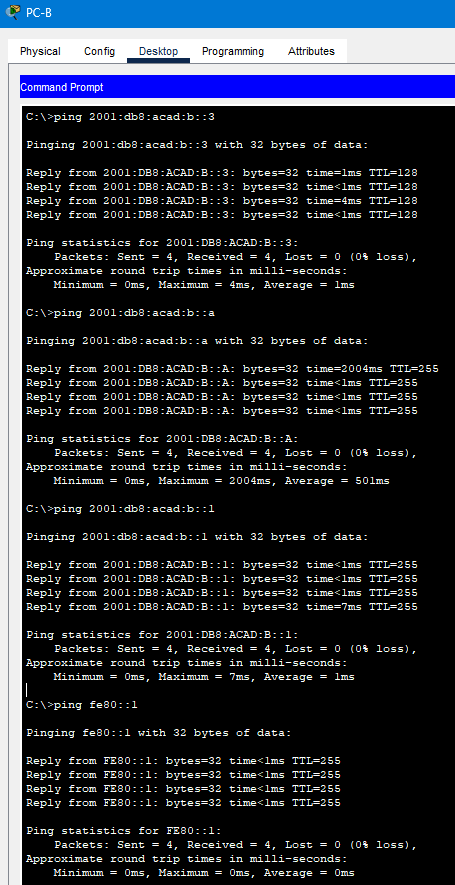 PC-B
Physical Config Desktop Programming Attributes
Command Prompt
C:\>ping 2001:db8:acad:b::3
Pinging 2001:db8:acad:b::3 with 32 bytes of data:
Reply from 2001:DB8:ACAD:B::3: bytes=32 time=1ms TTL=128
Reply from 2001:DB8:ACAD:B::3: bytes=32 time<1ms TTL=128
Reply from 2001:DB8:ACAD:B::3: bytes=32 time=4ms TTL=128
Reply from 2001:DB8:ACAD:B::3: bytes=32 time<1ms TTL=128
Ping statistics for 2001:DB8:ACAD:B::3:
Packets: Sent = 4, Received = 4, Lost = 0 (0% loss),
Approximate round trip times in milli-seconds:
Minimum = 0ms, Maximum = 4ms, Average = 1ms
C:\>ping 2001:db8:acad:b::a
Pinging 2001:db8:acad:b::a with 32 bytes of data:
Reply from 2001:DB8:ACAD:B::A: bytes=32 time=2004ms TTL=255
Reply from 2001:DB8:ACAD:B::A: bytes=32 time<1ms TTL=255
Reply from 2001:DB8:ACAD:B::A: bytes=32 time<1ms TTL=255
Reply from 2001:DB8:ACAD:B::A: bytes=32 time<1ms TTL=255
Ping statistics for 2001:DB8:ACAD:B::A:
Packets: Sent = 4, Received = 4, Lost = 0 (0% loss),
Approximate round trip times in milli-seconds:
Minimum = 0ms, Maximum = 2004ms, Average = 501ms
C:\>ping 2001:db8:acad:b::1
Pinging 2001:db8:acad:b::1 with 32 bytes of data:
Reply from 2001:DB8:ACAD:B::1: bytes=32 time<1ms TTL=255
Reply from 2001:DB8:ACAD:B::1: bytes=32 time<1ms TTL=255
Reply from 2001:DB8:ACAD:B::1: bytes=32 time<1ms TTL=255
Reply from 2001:DB8:ACAD:B::1: bytes=32 time=7ms TTL=255
Ping statistics for 2001:DB8:ACAD:B::1:
Packets: Sent = 4, Received = 4, Lost = 0 (0% loss),
Approximate round trip times in milli-seconds:
Minimum = 0ms, Maximum = 7ms, Average = 1ms
C:\>ping fe80::1
Pinging fe80::1 with 32 bytes of data:
Reply from FE80::1: bytes=32 time<1ms TTL=255
Reply from FE80::1: bytes=32 time<1ms TTL=255
Reply from FE80::1: bytes=32 time<1ms TTL=255
Reply from FE80::1: bytes=32 time<1ms TTL=255
Ping statistics for FE80::1:
Packets: Sent = 4, Received = 4, Lost = 0 (0% loss),
Approximate round trip times in milli-seconds:
Minimum = 0ms, Maximum = 0ms, Average = 0ms